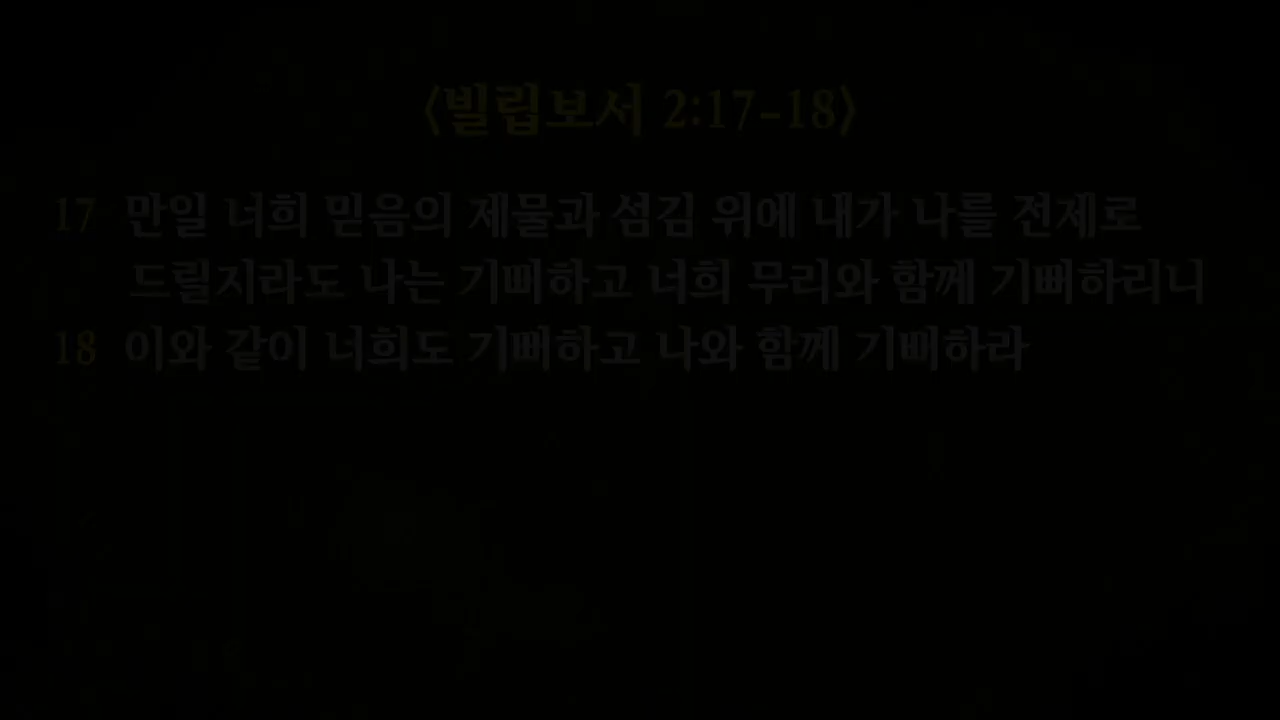 〈빌립보서 2:17-18〉
17 만일 너희 믿음의 제물과 섬김 위에 내가 나를 전제로
드릴지라도 나는 기뻐하고 너희 무리와 함께 기뻐하리니
18 이와 같이 너희도 기뻐하고 나와 함께 기뻐하라